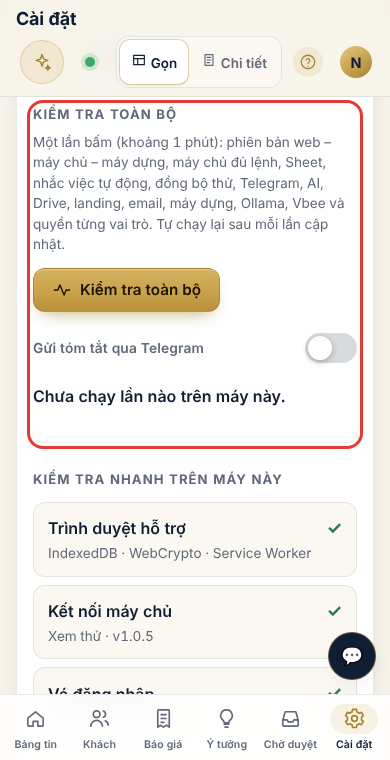 Cài đặt
Gọn
Chi tiết
N
KIỂM TRA TOÀN BỘ
Một lần bấm (khoảng 1 phút): phiên bản web –
máy chủ – máy dựng, máy chủ đủ lệnh, Sheet,
nhắc việc tự động, đồng bộ thử, Telegram, AI,
Drive, landing, email, máy dựng, Ollama, Vbee và
quyền từng vai trò. Tự chạy lại sau mỗi lần cập
nhật.
Kiểm tra toàn bộ
Gửi tóm tắt qua Telegram
Chưa chạy lần nào trên máy này.
KIỂM TRA NHANH TRÊN MÁY NÀY
Trình duyệt hỗ trợ
IndexedDB · WebCrypto · Service Worker
Kết nối máy chủ
Xem thử · v1.0.5
đăng nhập
Bảng tin
Khách
Báo giá
Ý tưởng
Chờ duyệt
Cài đặt